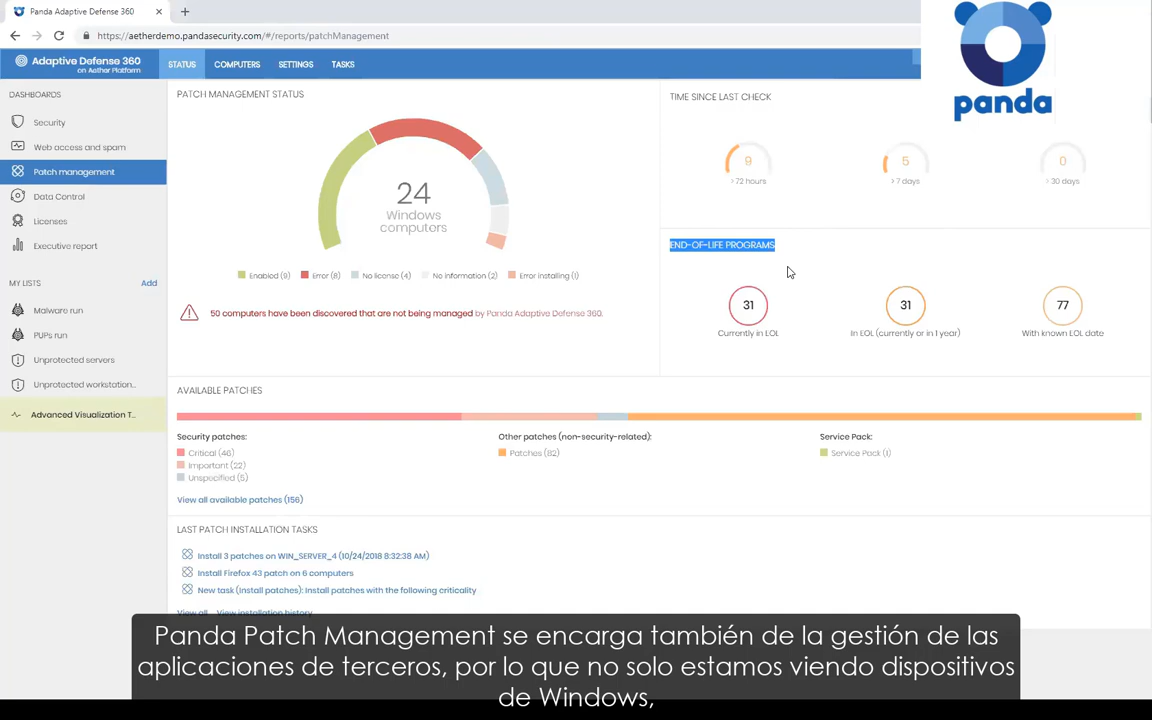 Panda Adaptive Defense 360
https://aetherdemo.pandasecurity.com/#/reports/patchManagement
panda
Adaptive Defense 360
on Aether Platform
STATUS
COMPUTERS
SETTINGS
TASKS
DASHBOARDS
Security
Web access and spam
Patch management
Data Control
Licenses
Executive report
MY LISTS
Add
Malware run
PUPs run
Unprotected servers
Unprotected workstation...
Advanced Visualization T...
PATCH MANAGEMENT STATUS
24
Windows
computers
Enabled (9)
Error (8)
No license (4)
No information (2)
Error installing (1)
50 computers have been discovered that are not being managed by Panda Adaptive Defense 360.
TIME SINCE LAST CHECK
9
>72 hours
5
>7 days
0
>30 days
END-OF-LIFE PROGRAMS
31
Currently in EOL
31
In EOL (currently or in 1 year)
77
With known EOL date
AVAILABLE PATCHES
Security patches:
Critical (46)
Important (22)
Unspecified (5)
Other patches (non-security-related):
Patches (82)
Service Pack:
Service Pack (1)
View all available patches (156)
LAST PATCH INSTALLATION TASKS
Install 3 patches on WIN_SERVER_4 (10/24/2018 8:32:38 AM)
Install Firefox 43 patch on 6 computers
New task (Install patches): Install patches with the following criticality
View all
View installation history
Panda Patch Management se encarga también de la gestión de las
aplicaciones de terceros, por lo que no solo estamos viendo dispositivos
de Windows,